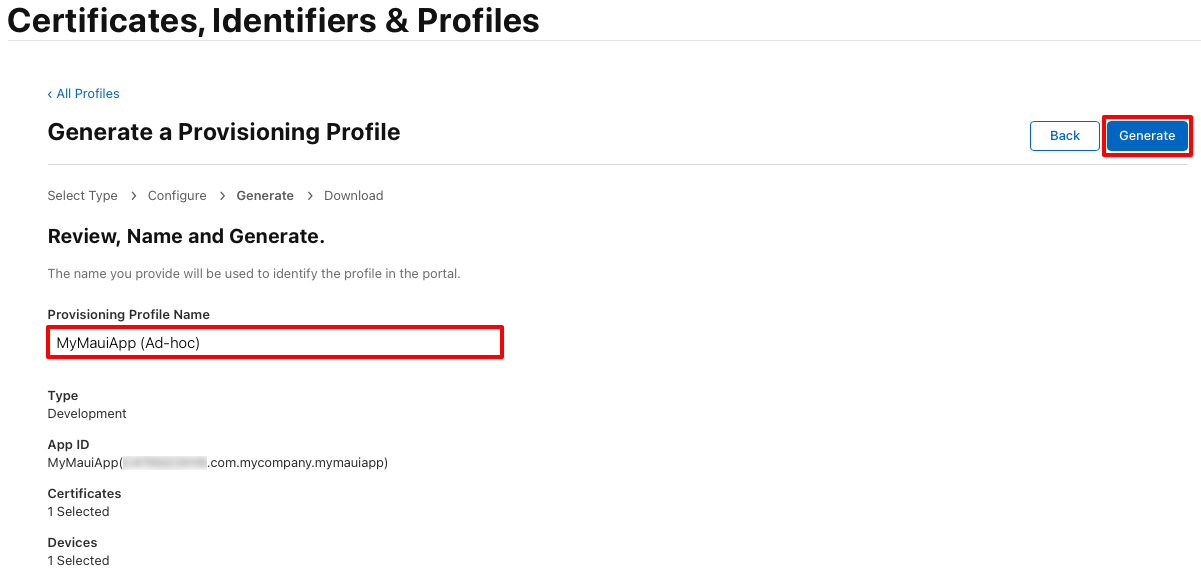 Certificates, Identifiers & Profiles
‹ All Profiles
Generate a Provisioning Profile
Back
Generate
Select Type > Configure > Generate > Download
Review, Name and Generate.
The name you provide will be used to identify the profile in the portal.
Provisioning Profile Name
MyMauiApp (Ad-hoc)
Type
Development
App ID
MyMauiApp( .com.mycompany.mymauiapp)
Certificates
1 Selected
Devices
1 Selected